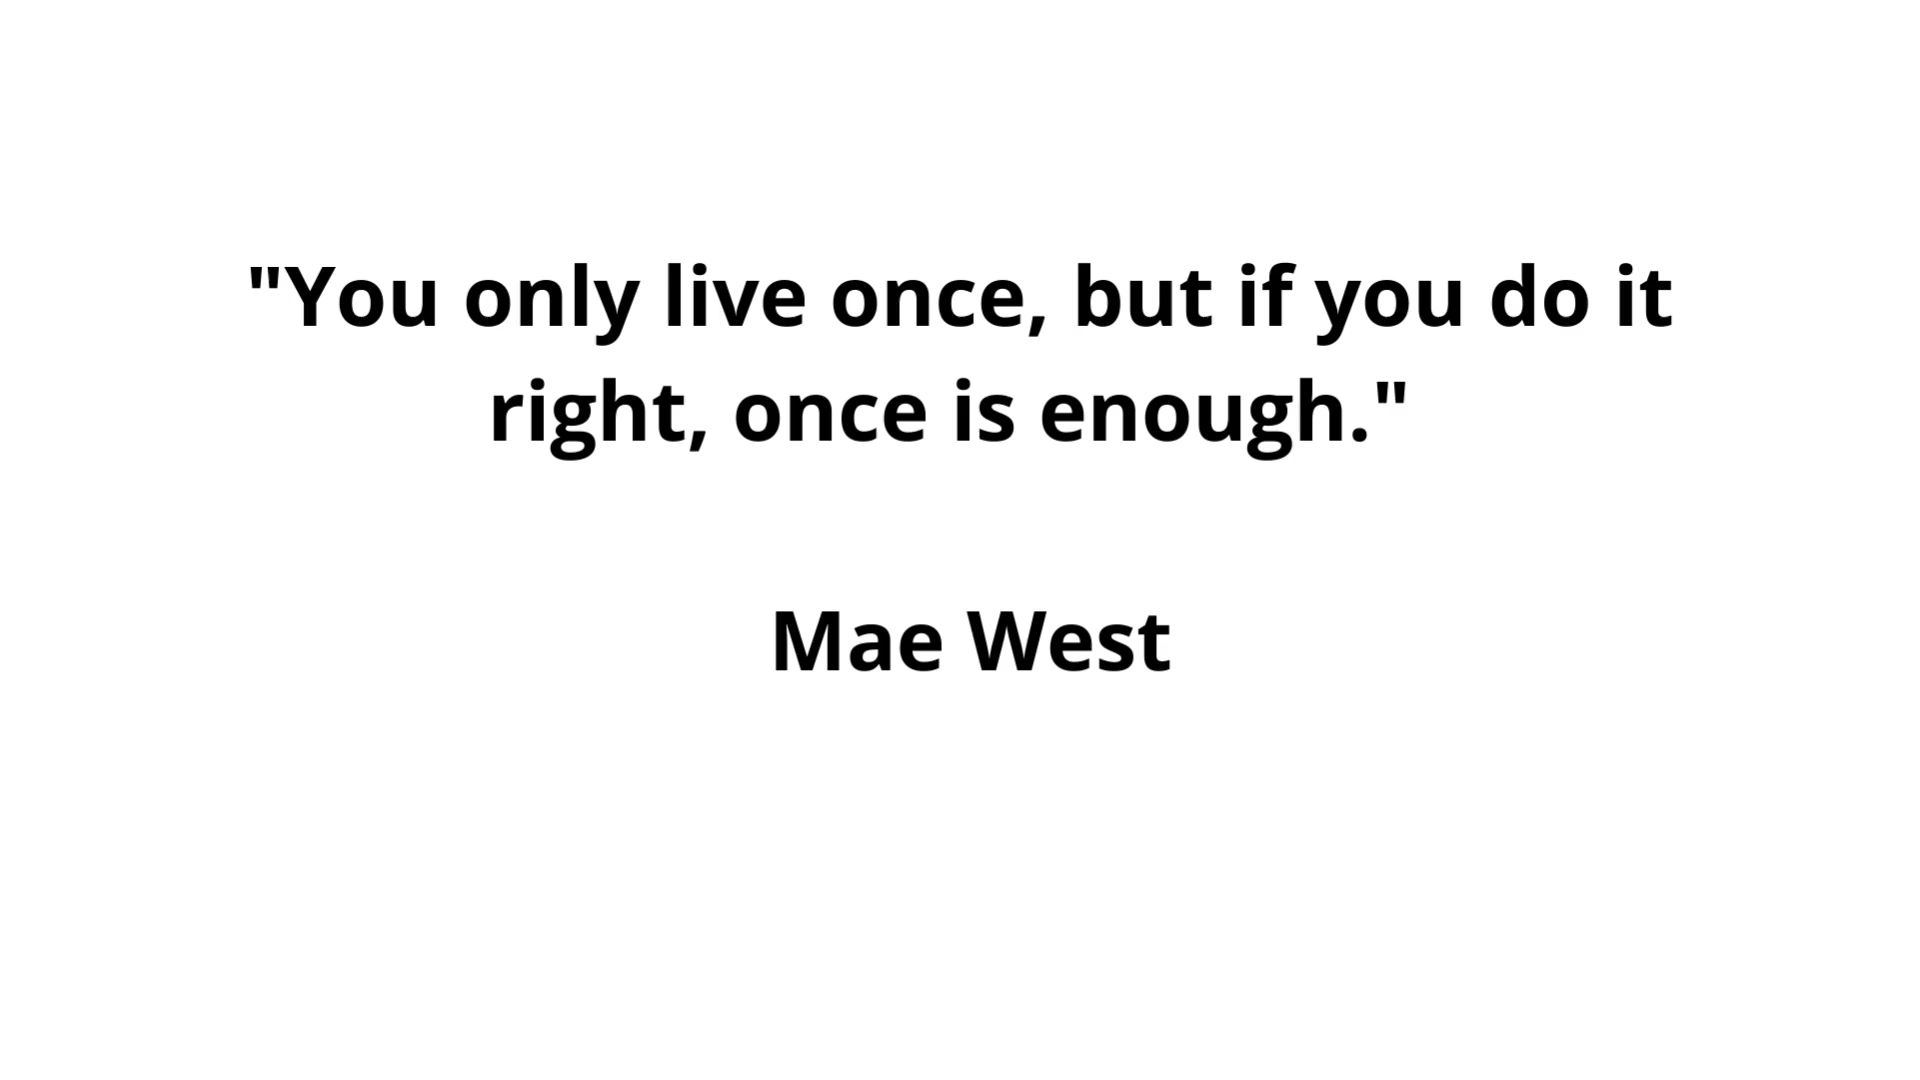 "You only live once, but if you do it
right, once is enough."
Mae West